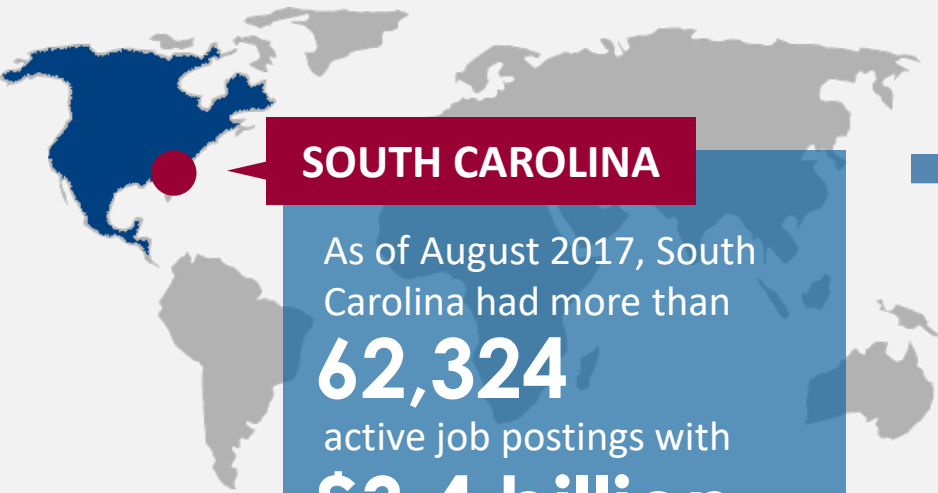 SOUTH CAROLINA
As of August 2017, South
Carolina had more than
62,324
active job postings with